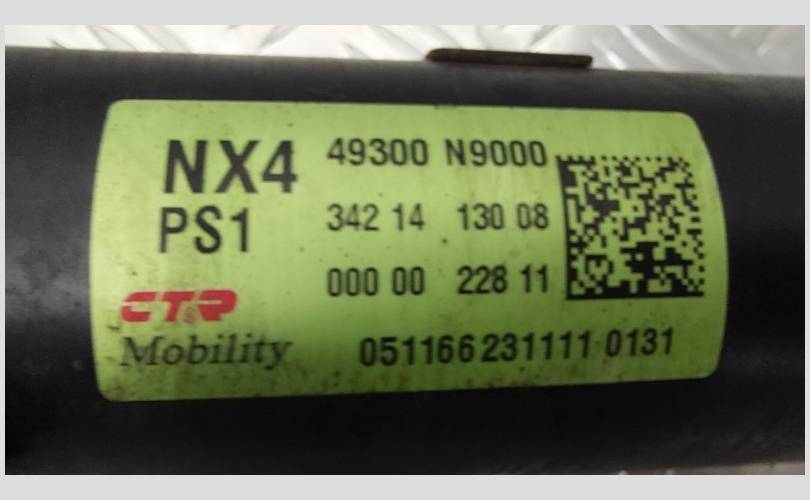 NX4 49300 N9000
PS1 342 14 130 08
000 00 228 11
CTR
Mobility 051166 231111 0131